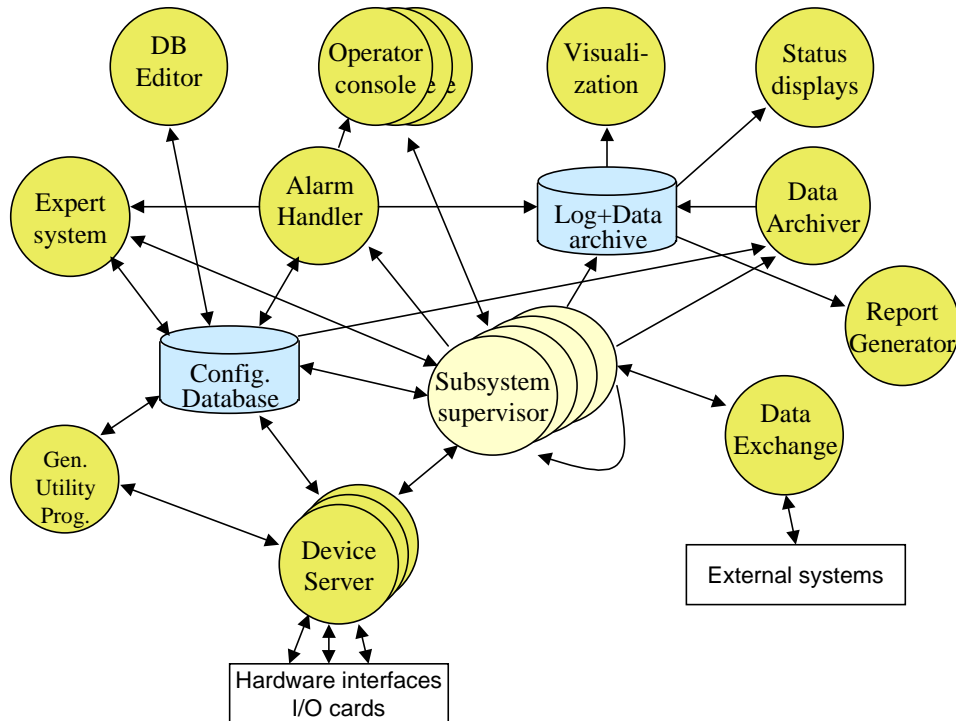 DB
Editor
Operator
console
e
e
Visuali-
zation
Status
displays
Expert
system
Alarm
Handler
Log+Data
archive
Data
Archiver
Report
Generator
Config.
Database
Subsystem
supervisor
Data
Exchange
Gen.
Utility
Prog.
Device
Server
External systems
Hardware interfaces
I/O cards